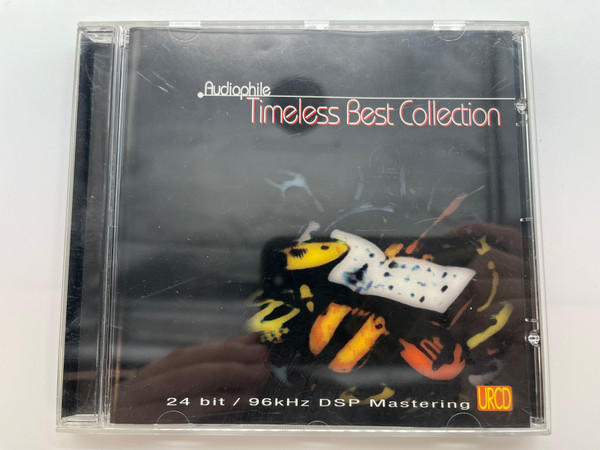 Audiophile
Timeless Best Collection
24 bit / 96kHz DSP Mastering URCD